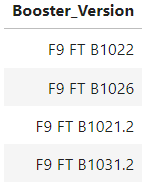 Booster_Version
F9 FT B1022
F9 FT B1026
F9 FT B1021.2
F9 FT B1031.2